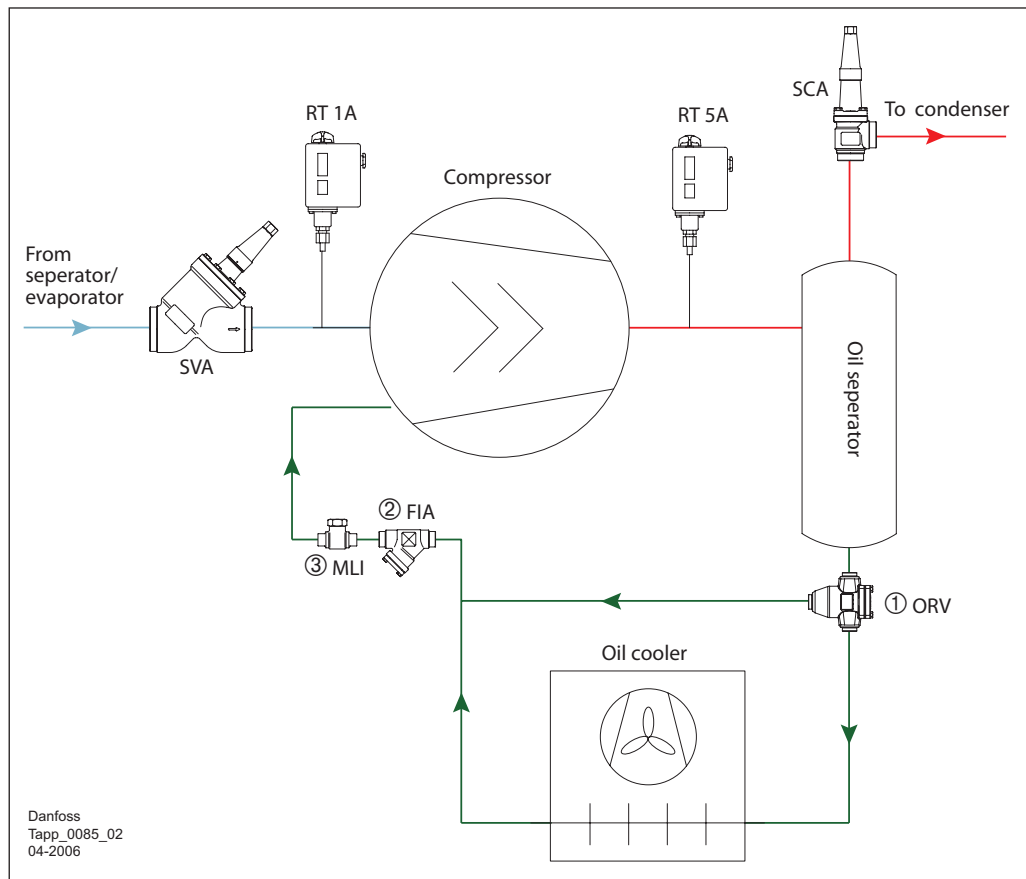 SCA
To condenser
RT 1A
RT 5A
Compressor
From
seperator/
evaporator
SVA
Oil seperator
② FIA
③ MLI
① ORV
Oil cooler
Danfoss
Tapp_0085_02
04-2006